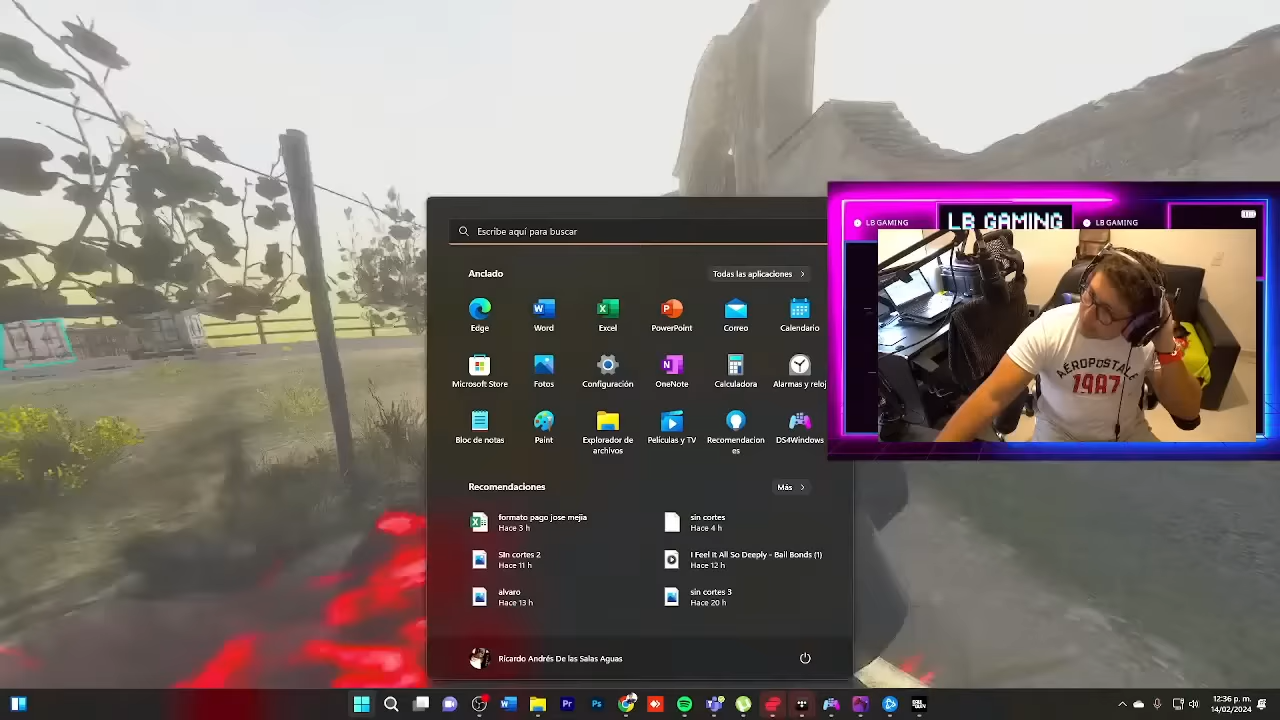 Escribe aquí para buscar
Anclado
Todas las aplicaciones
Edge
Word
Excel
PowerPoint
Correo
Calendario
Microsoft Store
Fotos
Configuración
OneNote
Calculadora
Alarmas y reloj
Bloc de notas
Paint
Explorador de
archivos
Películas y TV
Recomendacion
es
DS4Windows
Recomendaciones
Más
formato pago jose mejia
Hace 3 h
sin cortes
Hace 4 h
SIn cortes 2
Hace 11 h
I Feel It All So Deeply - Bail Bonds (1)
Hace 12 h
alvaro
Hace 13 h
sin cortes 3
Hace 20 h
Ricardo Andrés De las Salas Aguas
LB GAMING
LB GAMING
LB GAMING
AÉROPOSTALE
1987
12:36 p. m.
14/02/2024